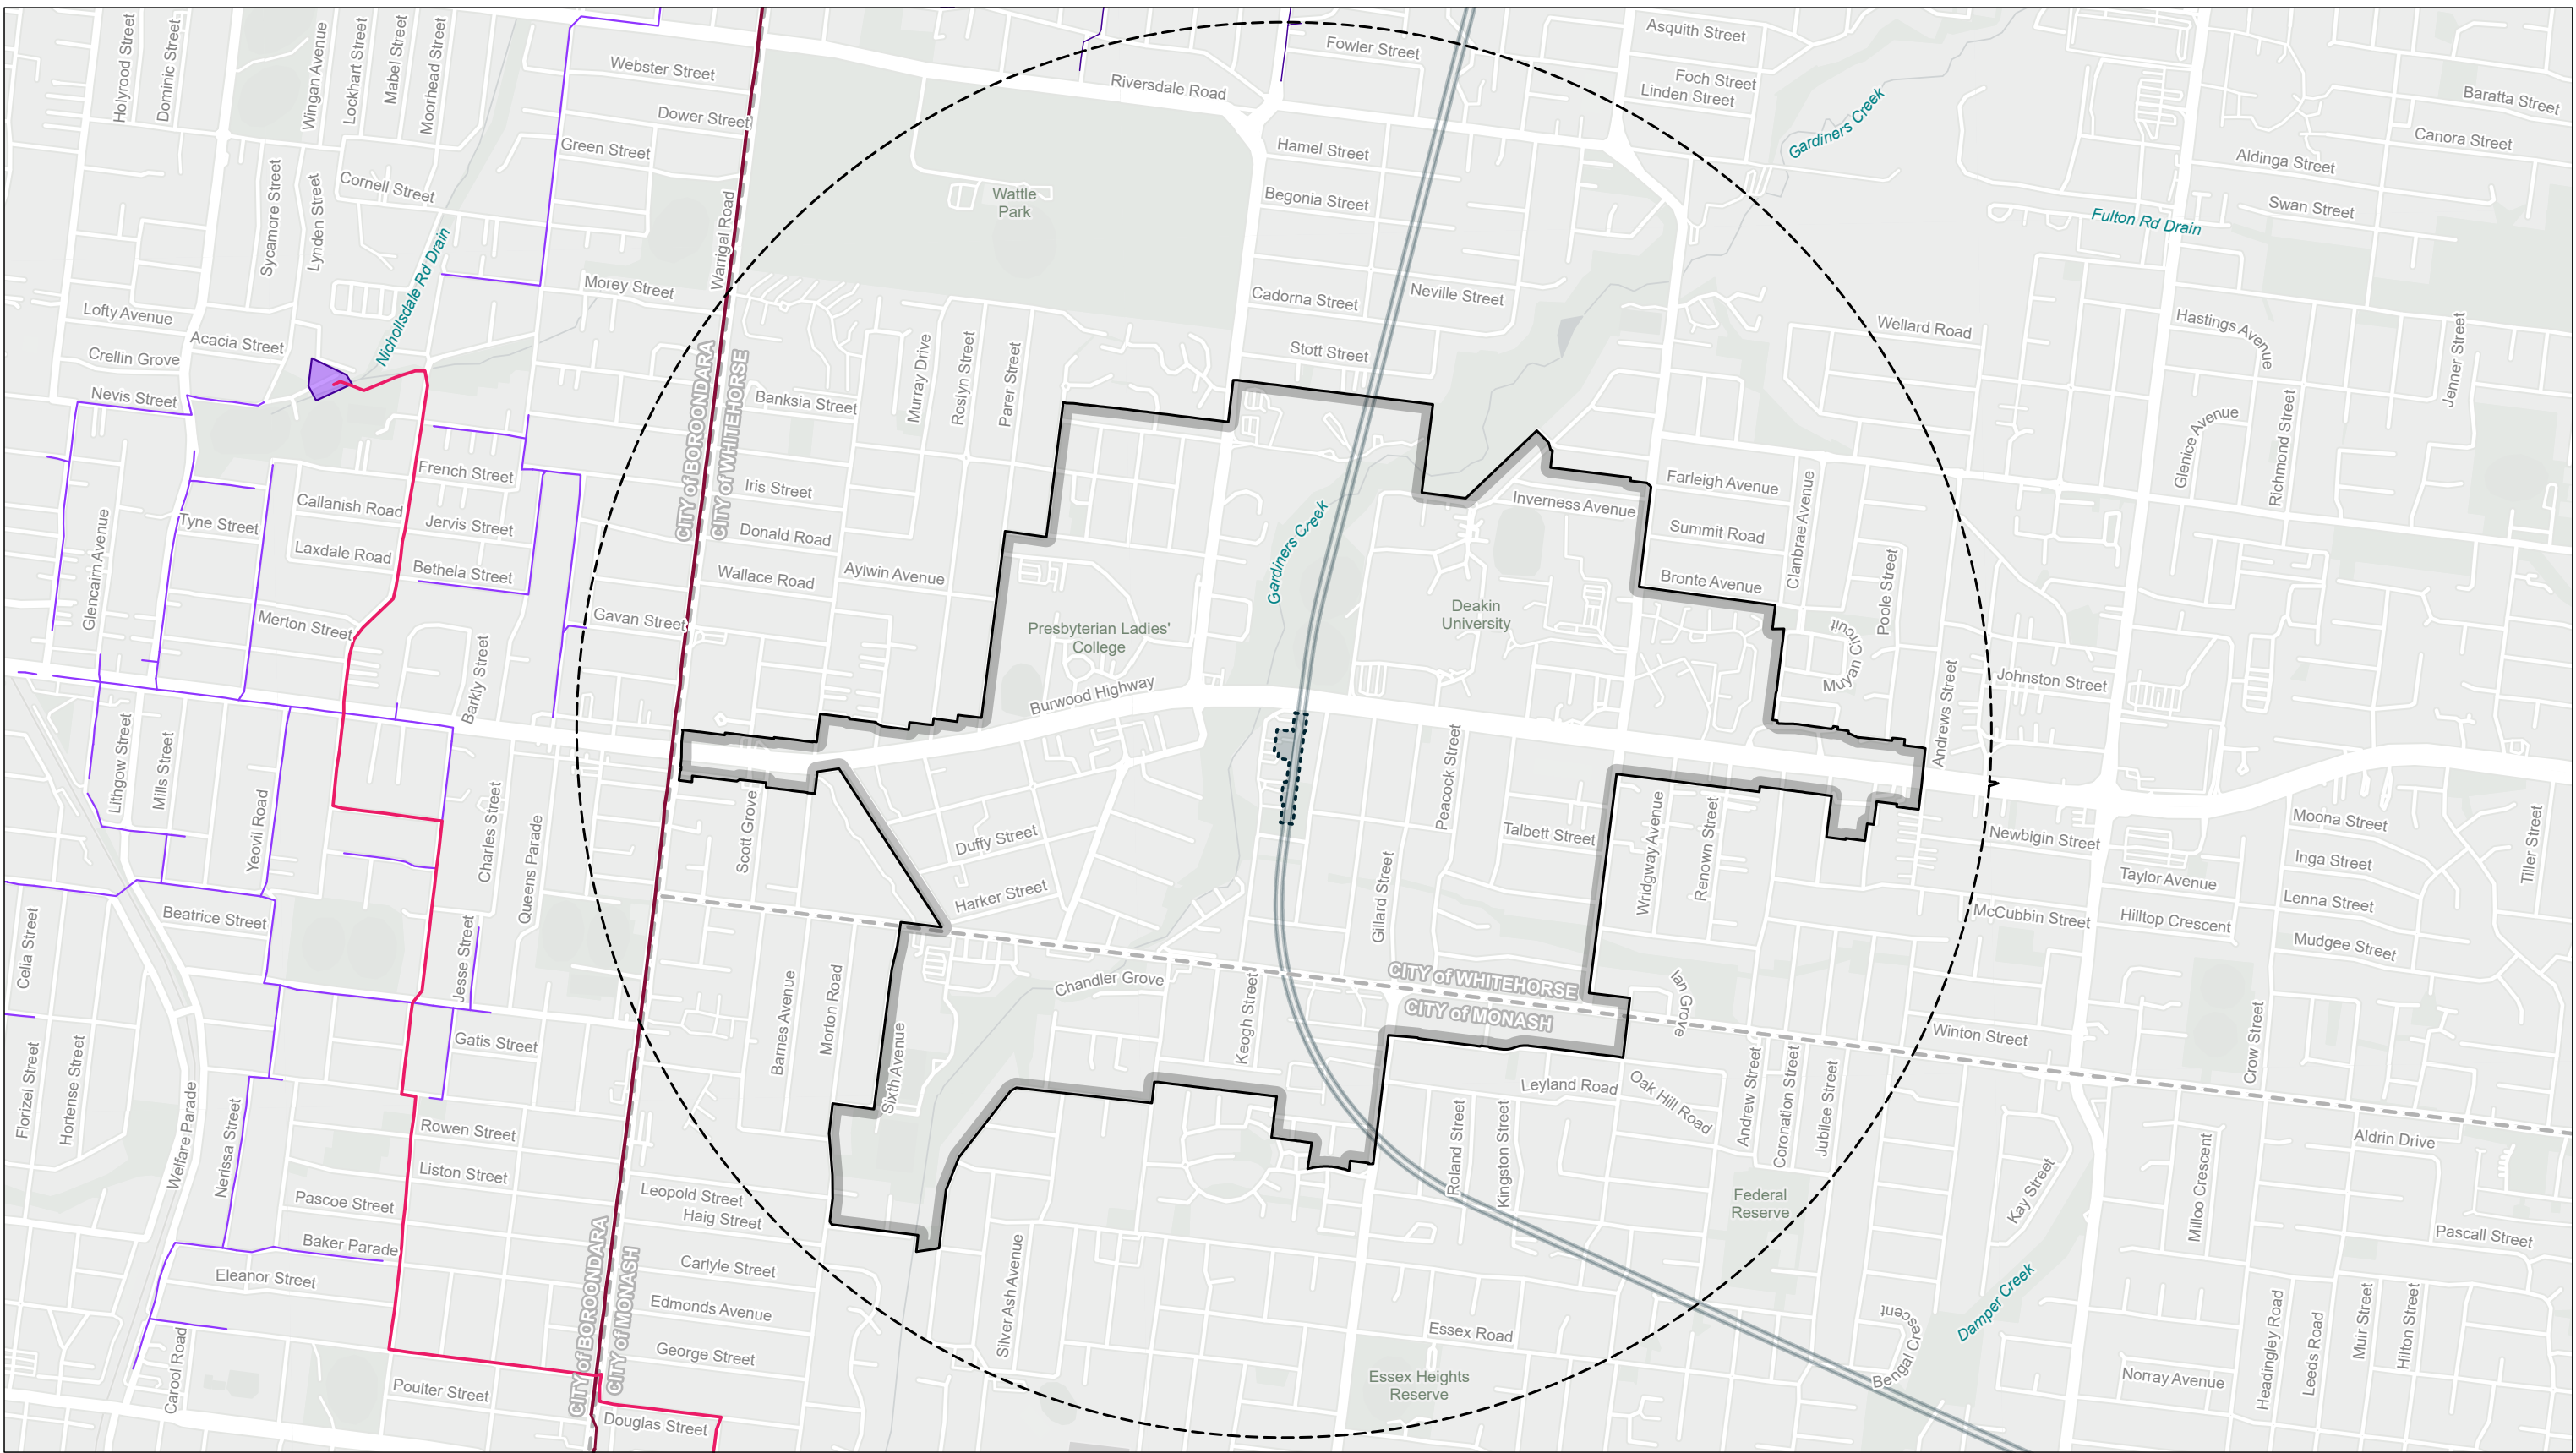 Holyrood Street
Dominic Street
Wingan Avenue
Lockhart Street
Mabel Street
Moorhead Street
Webster Street
Dower Street
Green Street
Riversdale Road
Fowler Street
Asquith Street
Foch Street
Linden Street
Gardiners Creek
Baratta Street
Canora Street
Aldinga Street
Swan Street
Fulton Rd Drain
Hamel Street
Begonia Street
Wattle
Park
Cornell Street
Sycamore Street
Lynden Street
Nichollsdale Rd Drain
Warrigal Road
Morey Street
Cadorna Street
Neville Street
Stott Street
Lofty Avenue
Acacia Street
Crellin Grove
Nevis Street
Wellard Road
Hastings Avenue
Jenner Street
Glenice Avenue
Richmond Street
CITY of BOROONDARA
CITY of WHITEHORSE
Banksia Street
Murray Drive
Roslyn Street
Parer Street
Iris Street
Donald Road
Wallace Road
Aylwin Avenue
French Street
Callanish Road
Jervis Street
Tyne Street
Laxdale Road
Bethela Street
Glencairn Avenue
Merton Street
Gavan Street
Barkly Street
Gardiners Creek
Inverness Avenue
Farleigh Avenue
Summit Road
Bronte Avenue
Clanbrae Avenue
Poole Street
Muyan Circuit
Deakin
University
Presbyterian Ladies'
College
Burwood Highway
Johnston Street
Andrews Street
Lithgow Street
Mills Street
Yeovil Road
Charles Street
Queens Parade
Scott Grove
Duffy Street
Harker Street
Peacock Street
Talbett Street
Gillard Street
Wridgway Avenue
Renown Street
Newbigin Street
Moona Street
Inga Street
Taylor Avenue
Lenna Street
Hilltop Crescent
McCubbin Street
Mudgee Street
Tiller Street
Celia Street
Beatrice Street
Jesse Street
Barnes Avenue
Morton Road
Sixth Avenue
Chandler Grove
Keogh Street
CITY of WHITEHORSE
CITY of MONASH
Ian Grove
Winton Street
Crow Street
Florizel Street
Hortense Street
Welfare Parade
Nerissa Street
Gatis Street
Rowen Street
Liston Street
Pascoe Street
Baker Parade
Eleanor Street
Leopold Street
Haig Street
Carlyle Street
Edmonds Avenue
George Street
Silver Ash Avenue
Leyland Road
Oak Hill Road
Roland Street
Kingston Street
Andrew Street
Coronation Street
Jubilee Street
Federal
Reserve
Kay Street
Milloo Crescent
Aldrin Drive
Pascall Street
Damper Creek
Bengal Crescent
Essex Road
Essex Heights
Reserve
Norray Avenue
Headingley Road
Leeds Road
Muir Street
Hilton Street
CITY of BOROONDARA
CITY of MONASH
Carool Road
Poulter Street
Douglas Street